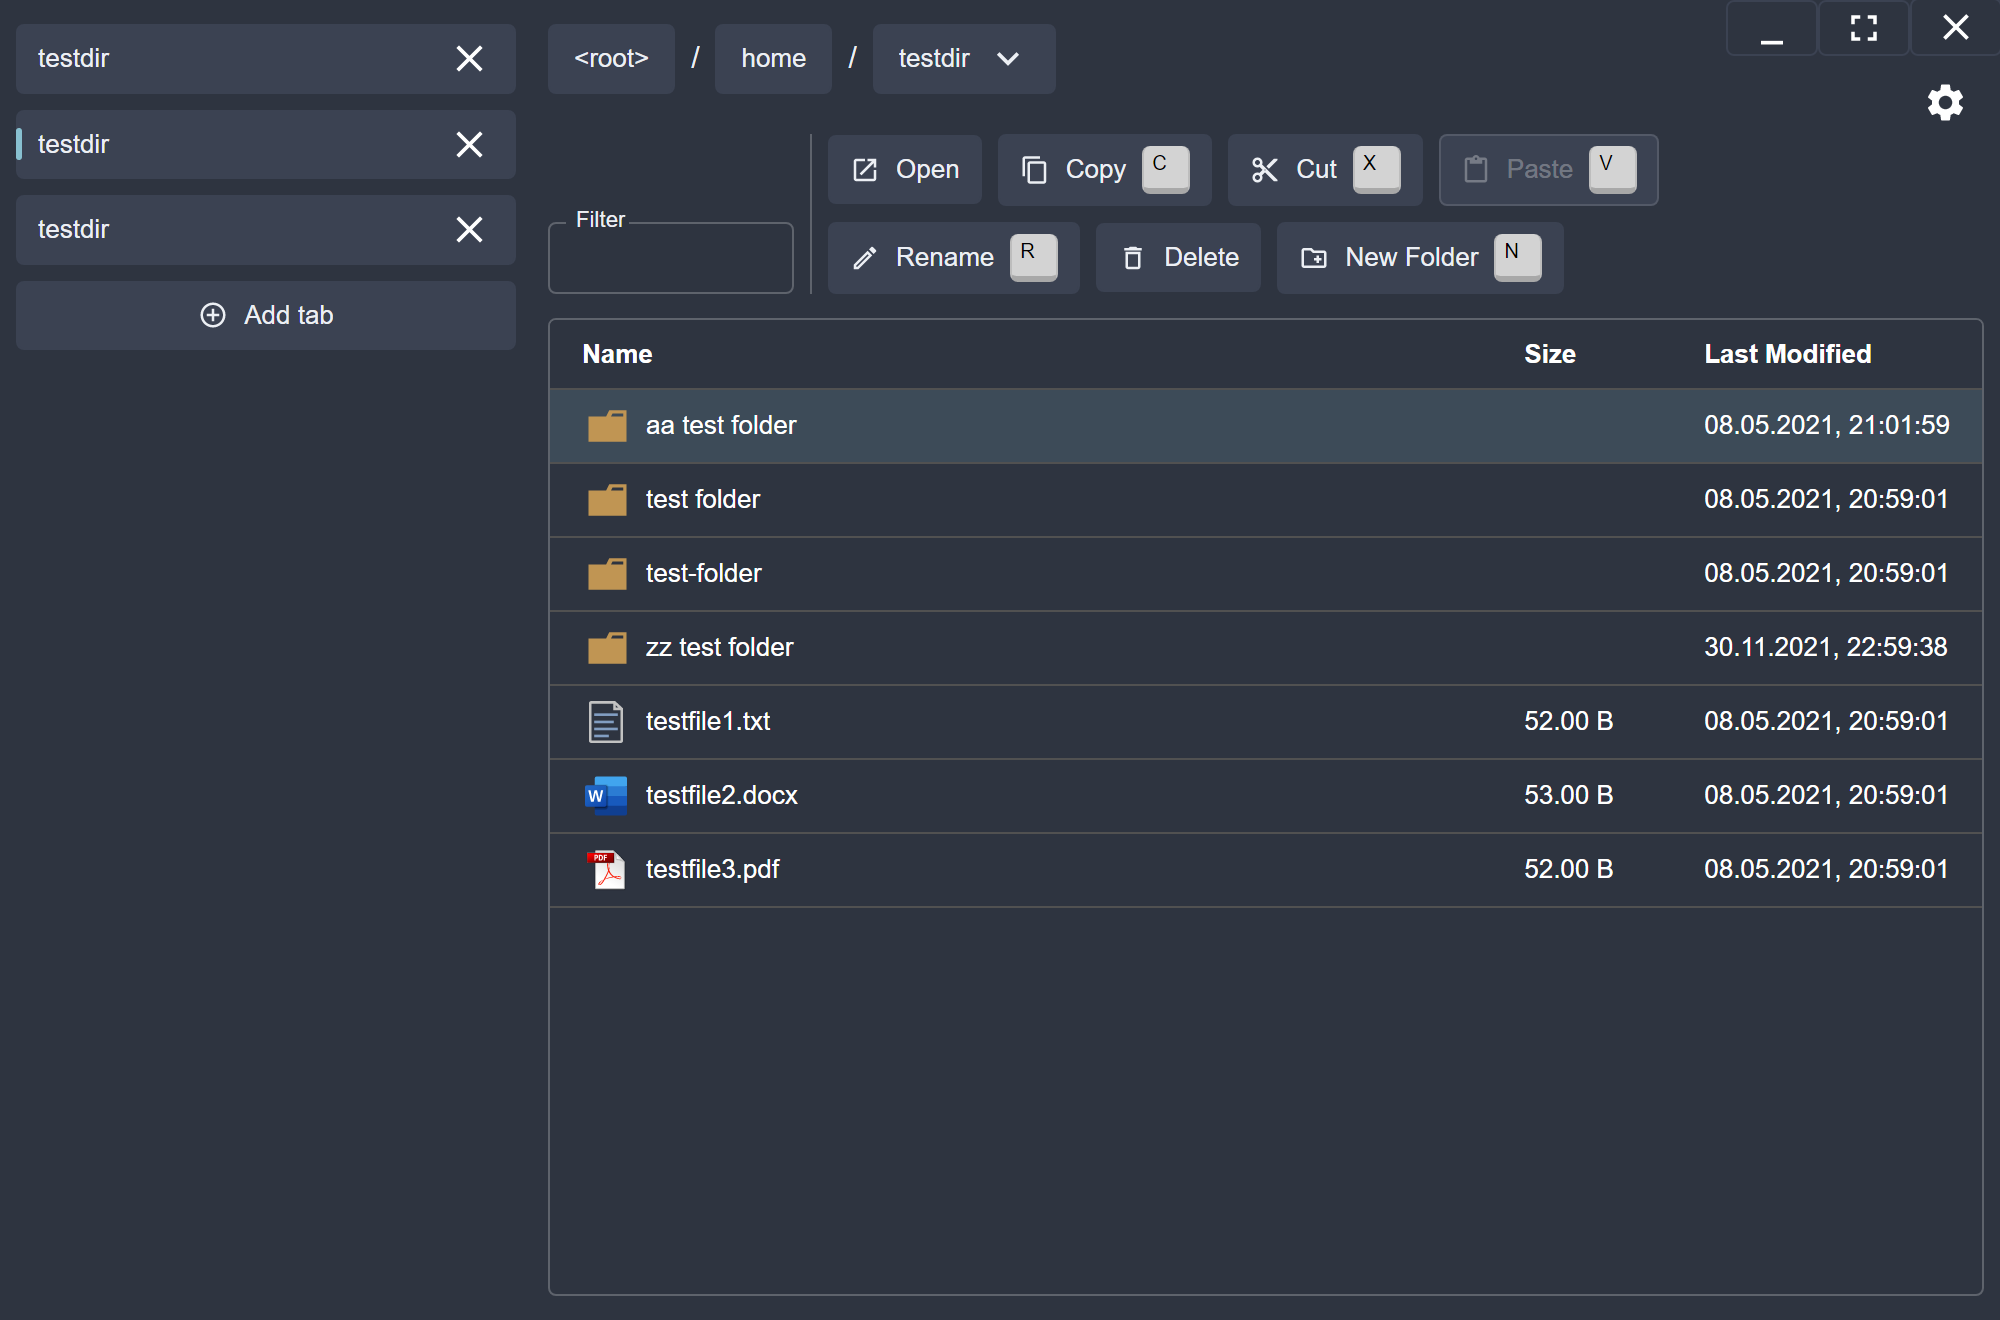 testdir
testdir
testdir
Add tab
<root> / home / testdir
Filter
Open
Copy C
Cut X
Paste V
Rename R
Delete
New Folder N
Name Size Last Modified
aa test folder 08.05.2021, 21:01:59
test folder 08.05.2021, 20:59:01
test-folder 08.05.2021, 20:59:01
zz test folder 30.11.2021, 22:59:38
testfile1.txt 52.00 B 08.05.2021, 20:59:01
W testfile2.docx 53.00 B 08.05.2021, 20:59:01
PDF testfile3.pdf 52.00 B 08.05.2021, 20:59:01